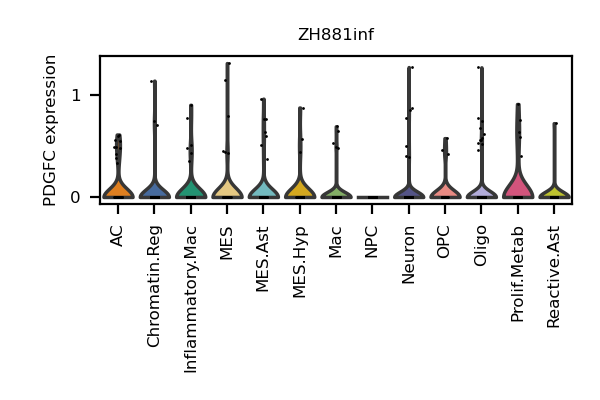 ZH881inf
PDGFC expression
1
0
AC
Chromatin.Reg
Inflammatory.Mac
MES
MES.Ast
MES.Hyp
Mac
NPC
Neuron
OPC
Oligo
Prolif.Metab
Reactive.Ast